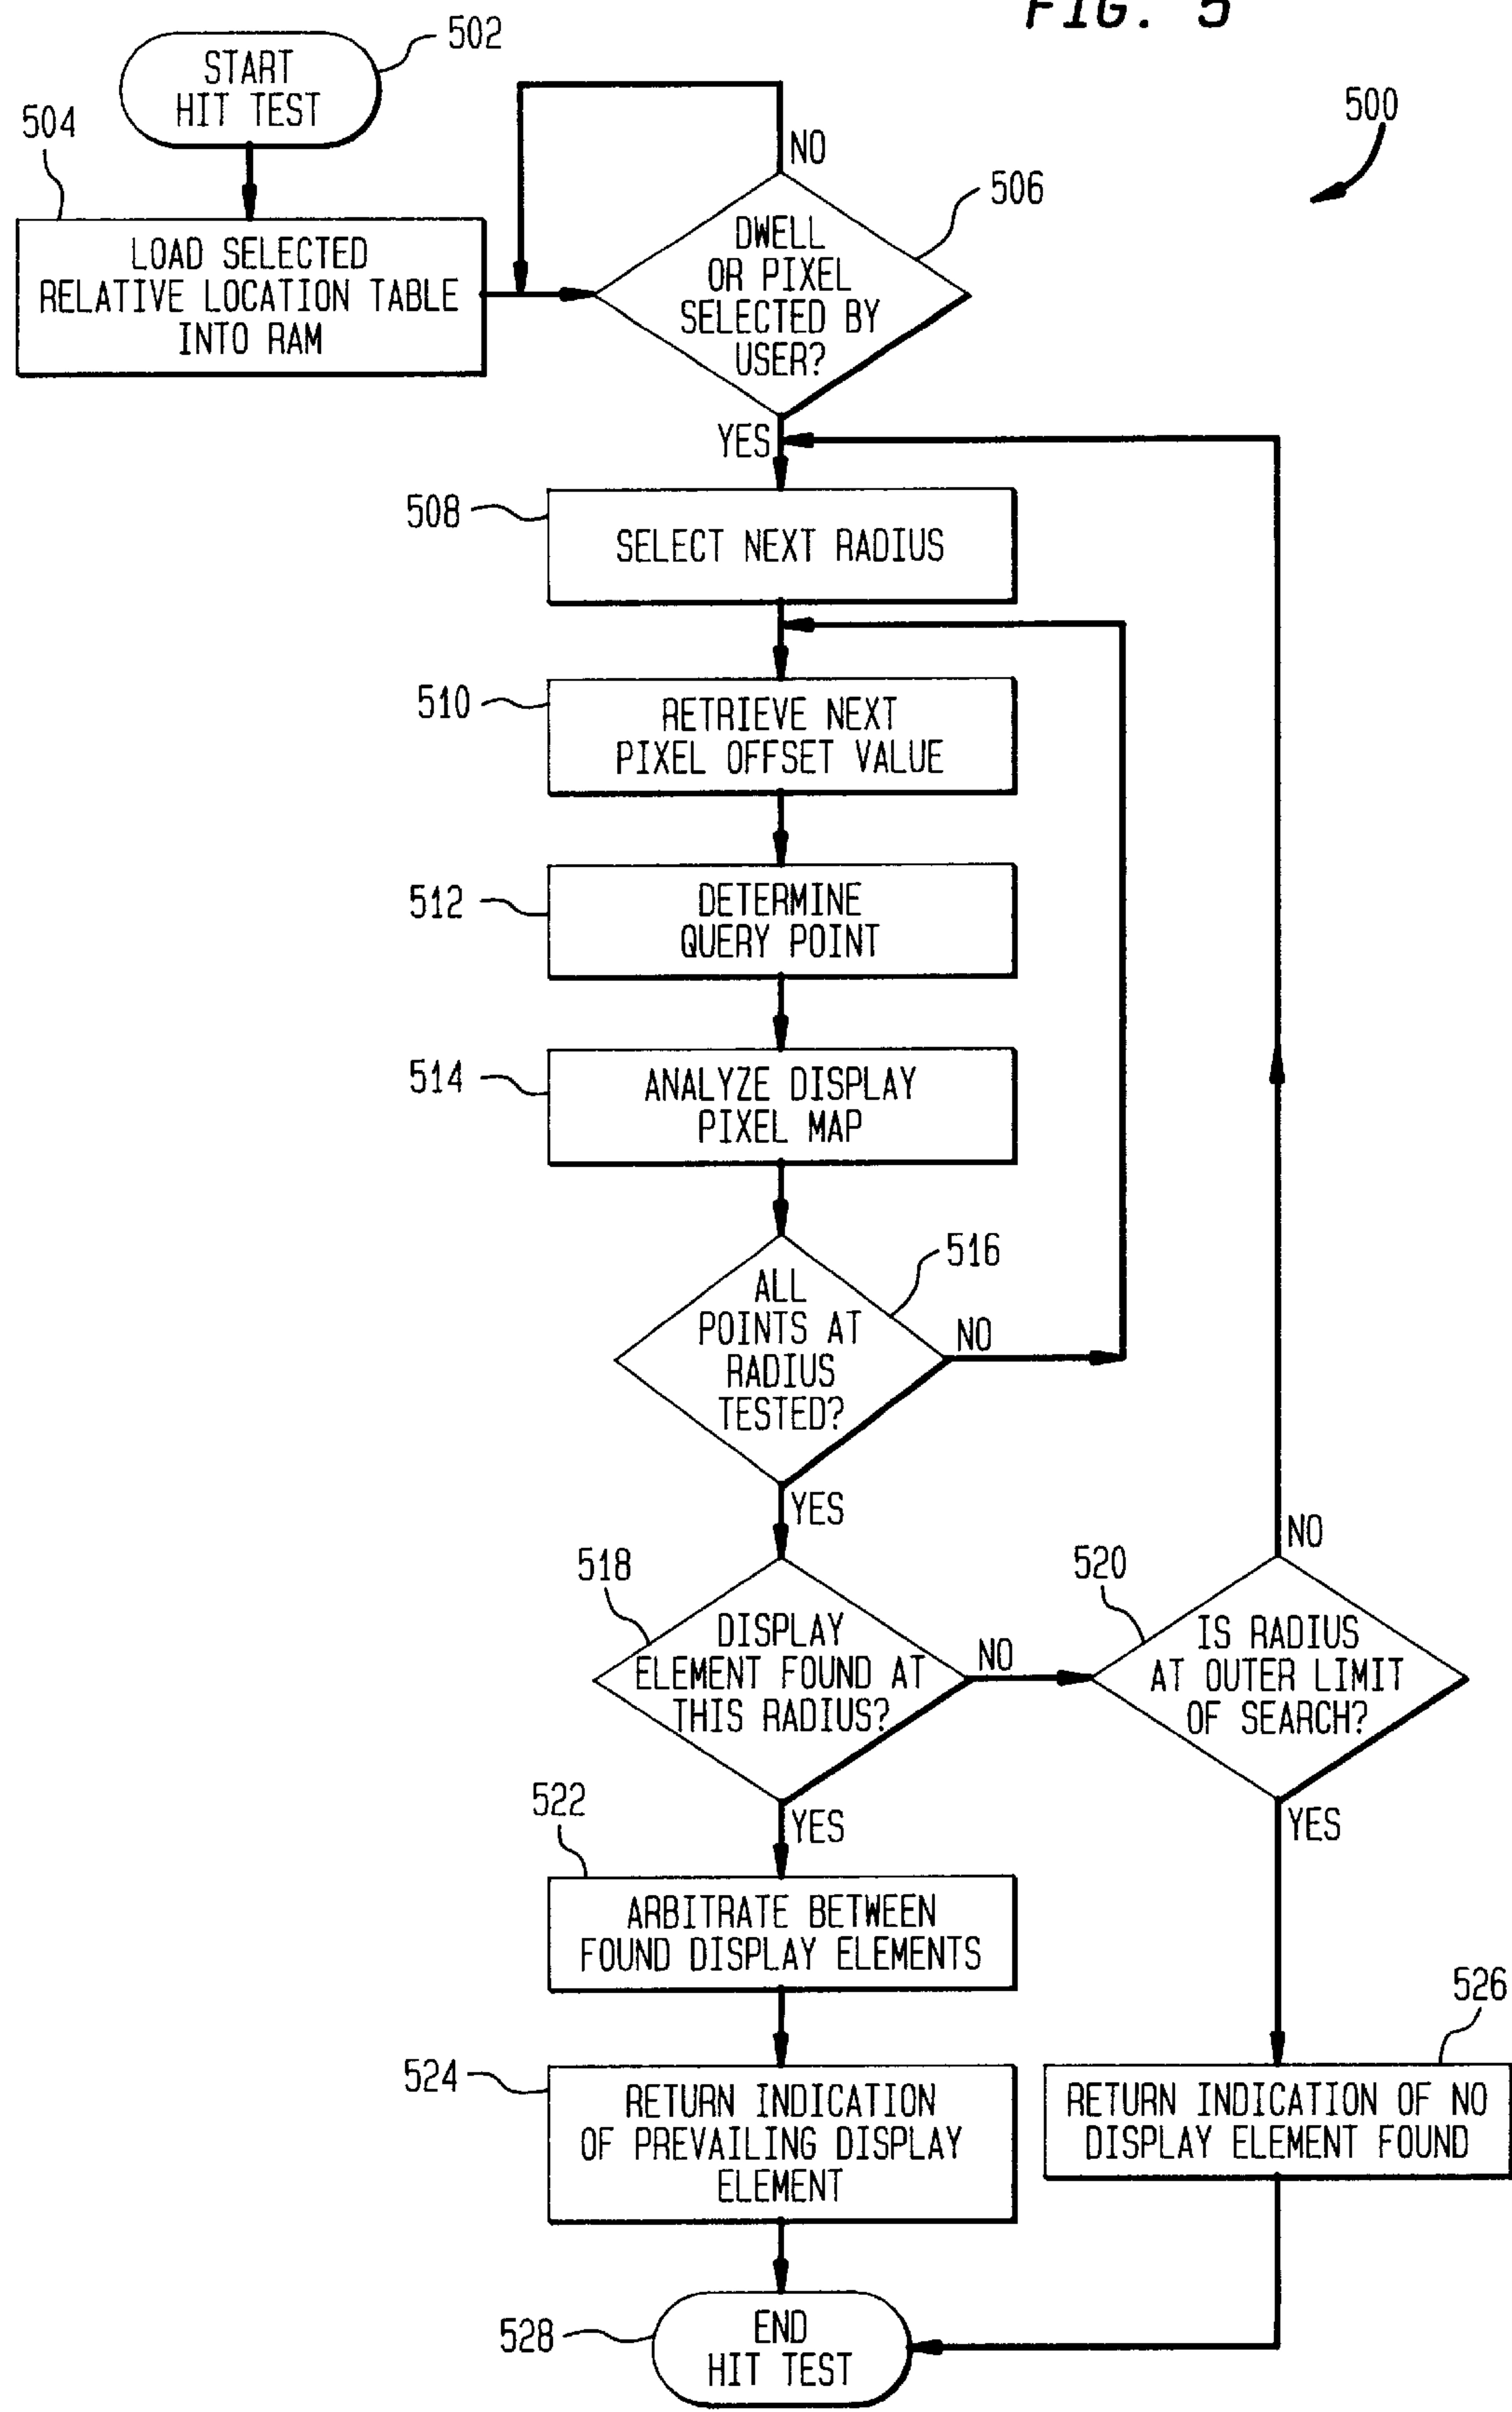 FIG. 5
502
START
HIT TEST
500
504
NO
506
LOAD SELECTED
RELATIVE LOCATION TABLE
INTO RAM
DWELL
OR PIXEL
SELECTED BY
USER?
YES
508
SELECT NEXT RADIUS
510
RETRIEVE NEXT
PIXEL OFFSET VALUE
512
DETERMINE
QUERY POINT
514
ANALYZE DISPLAY
PIXEL MAP
516
ALL
POINTS AT
RADIUS
TESTED?
NO
YES
518
DISPLAY
ELEMENT FOUND AT
THIS RADIUS?
NO
520
NO
IS RADIUS
AT OUTER LIMIT
OF SEARCH?
YES
YES
522
ARBITRATE BETWEEN
FOUND DISPLAY ELEMENTS
524
RETURN INDICATION
OF PREVAILING DISPLAY
ELEMENT
526
RETURN INDICATION OF NO
DISPLAY ELEMENT FOUND
528
END
HIT TEST